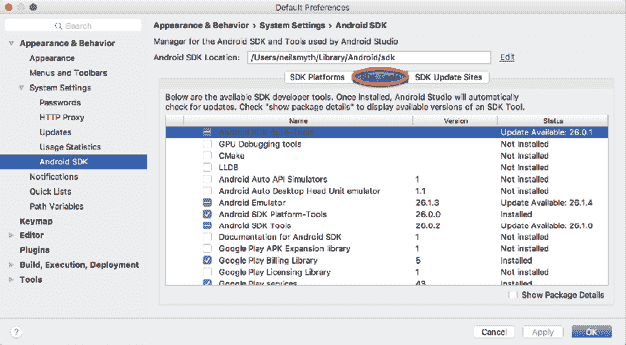 Default Preferences
Search
Appearance & Behavior › System Settings › Android SDK
Manager for the Android SDK and Tools used by Android Studio
Android SDK Location: /Users/neilsmyth/Library/Android/sdk Edit
SDK Platforms SDK Update Sites
Below are the available SDK developer tools. Once installed, Android Studio will automatically
check for updates. Check "show package details" to display available versions of an SDK Tool.
Name Version Status
Update Available: 26.0.1
GPU Debugging tools Not installed
CMake Not installed
LLDB Not installed
Android Auto API Simulators 1 Not installed
Android Auto Desktop Head Unit emulator 1.1 Not installed
Android Emulator 26.1.3 Update Available: 26.1.4
Android SDK Platform-Tools 26.0.0 Installed
Android SDK Tools 26.0.2 Update Available: 26.1.0
Documentation for Android SDK 1 Not installed
Google Play APK Expansion library 1 Not installed
Google Play Billing Library 5 Installed
Google Play Licensing Library 1 Not installed
Google Play services 43 Installed
Show Package Details
Appearance & Behavior
Appearance
Menus and Toolbars
System Settings
Passwords
HTTP Proxy
Updates
Usage Statistics
Android SDK
Notifications
Quick Lists
Path Variables
Keymap
Editor
Plugins
Build, Execution, Deployment
Tools
? Cancel Apply OK